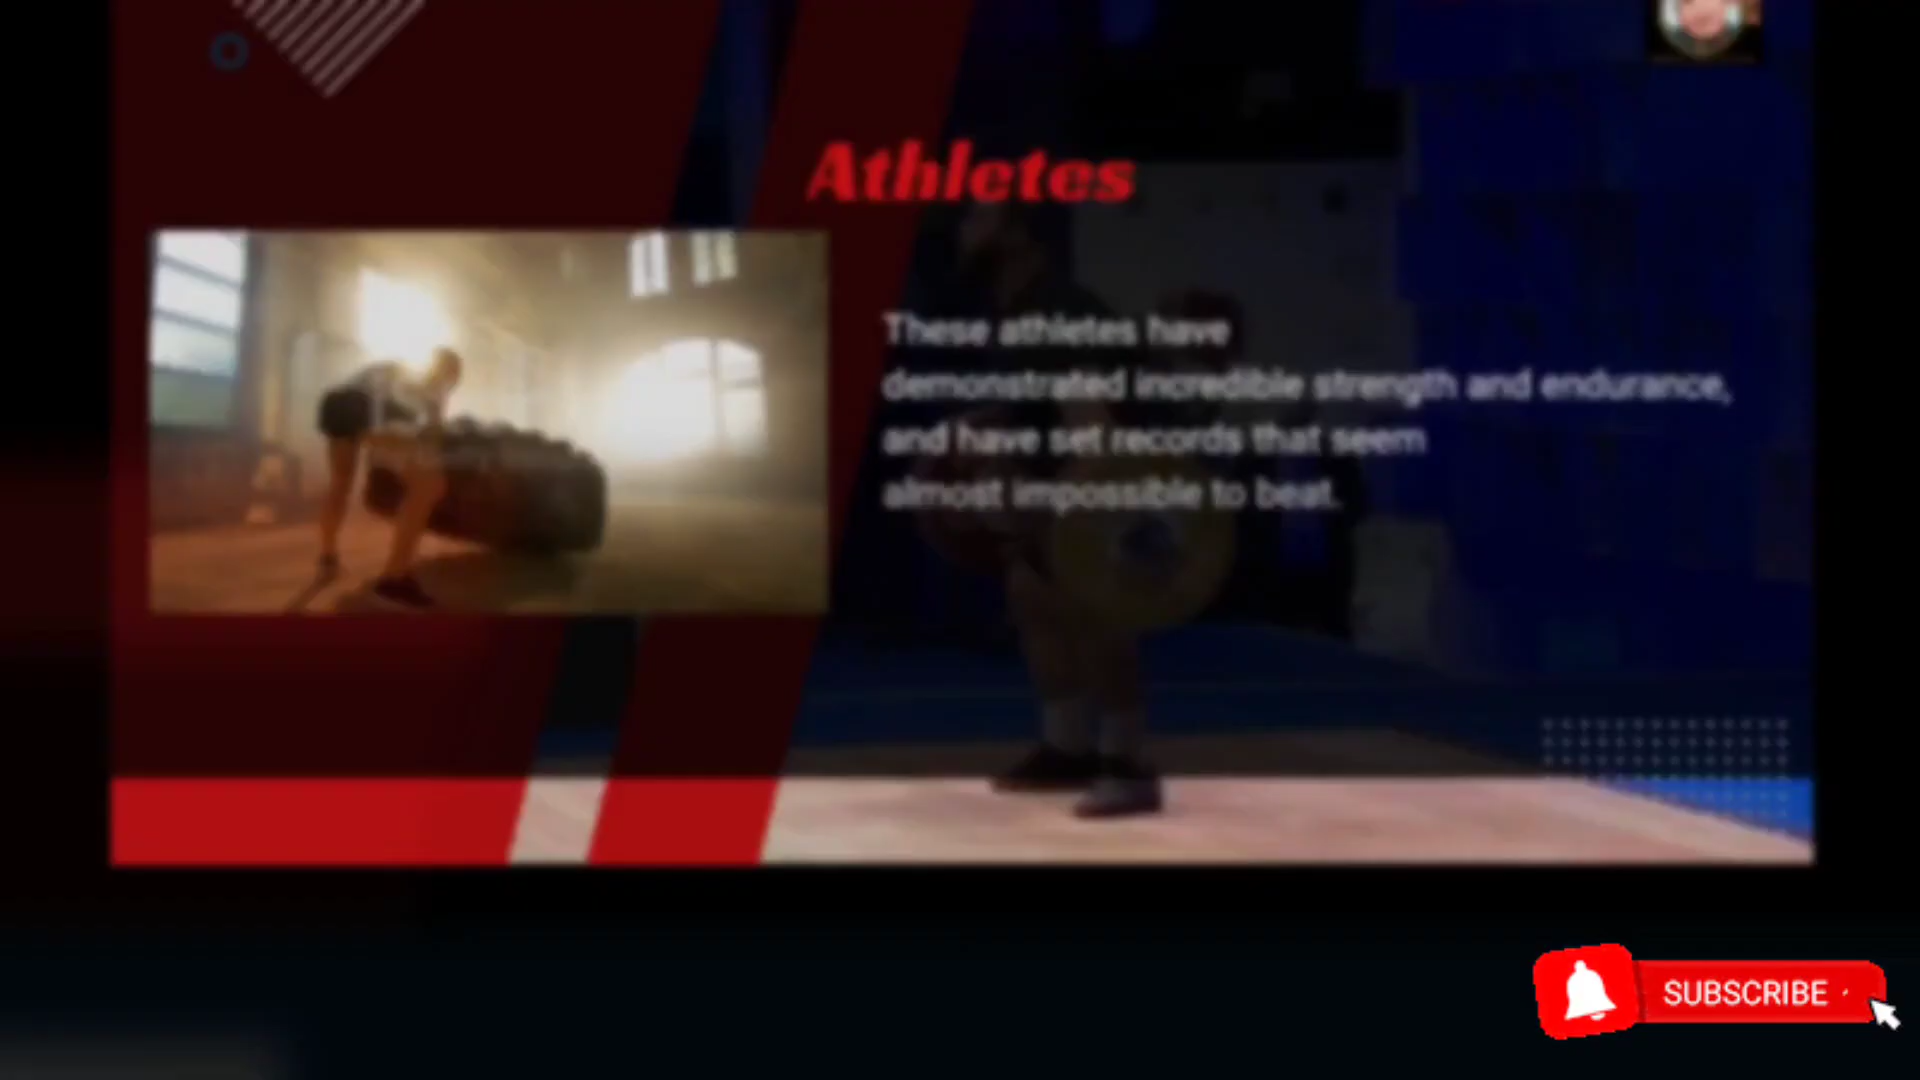 Athletes
These athletes have
demonstrated incredible strength and endurance,
and have set records that seem
almost impossible to beat.
SUBSCRIBE